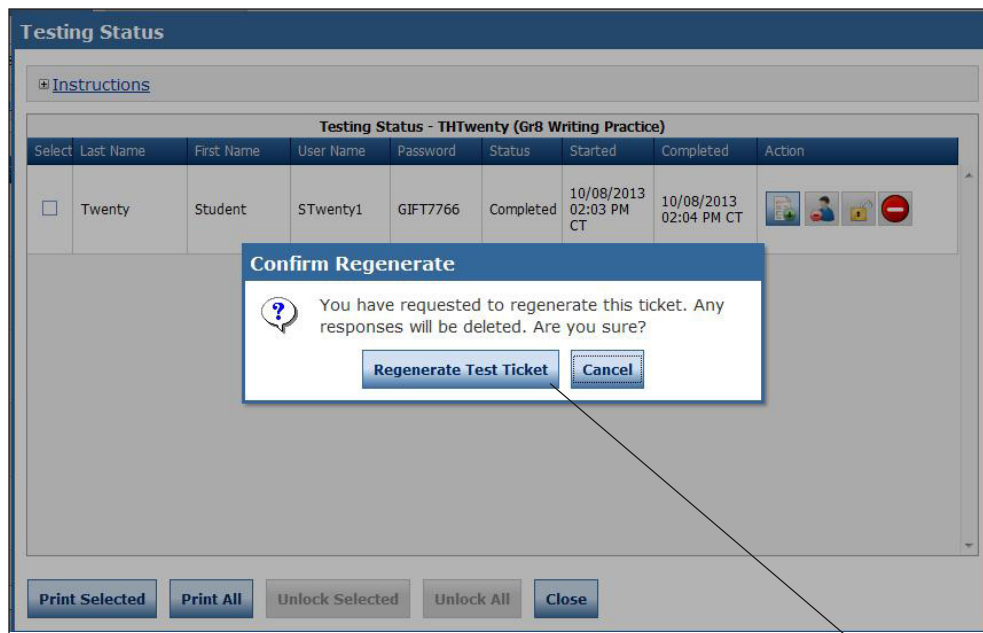 Testing Status
Instructions
Testing Status - THTwenty (Gr8 Writing Practice)
Select Last Name First Name User Name Password Status Started Completed Action
Twenty Student STwenty1 GIFT7766 Completed 10/08/2013 02:03 PM CT 10/08/2013 02:04 PM CT
Confirm Regenerate
You have requested to regenerate this ticket. Any
responses will be deleted. Are you sure?
Regenerate Test Ticket Cancel
Print Selected Print All Unlock Selected Unlock All Close